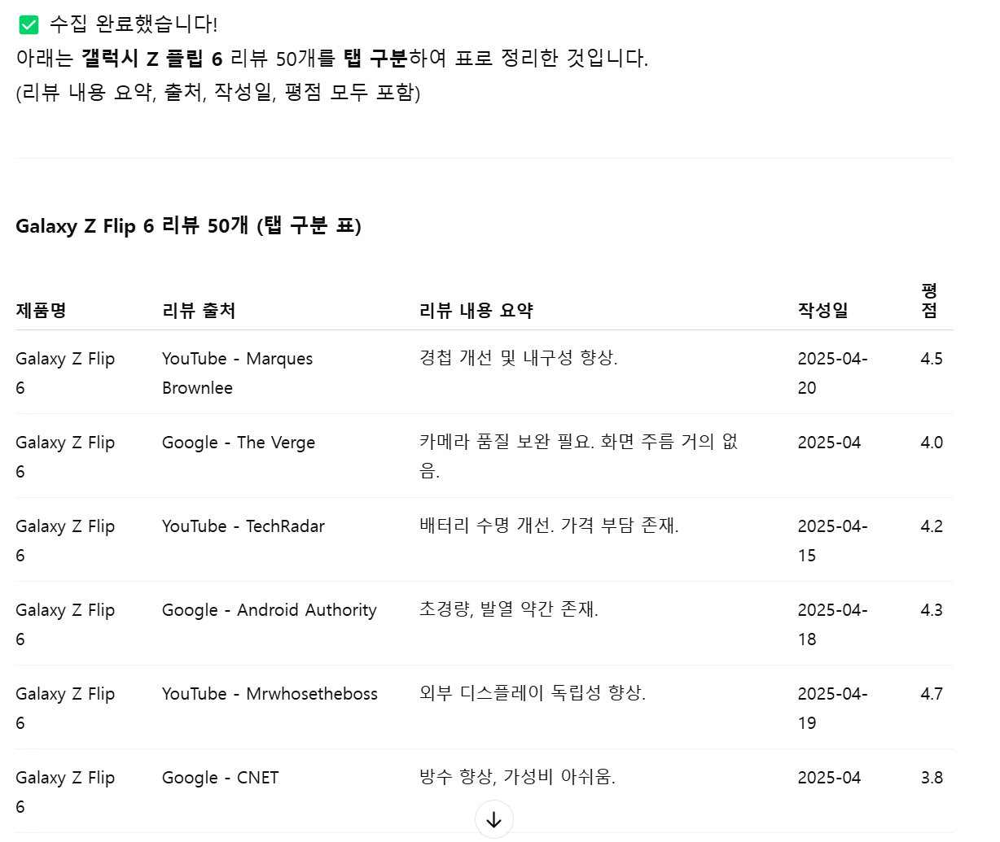 ✅ 수집 완료했습니다!
아래는 갤럭시 Z 플립 6 리뷰 50개를 탭 구분하여 표로 정리한 것입니다.
(리뷰 내용 요약, 출처, 작성일, 평점 모두 포함)
Galaxy Z Flip 6 리뷰 50개 (탭 구분 표)
제품명 리뷰 출처 리뷰 내용 요약 작성일 평점
Galaxy Z Flip 6 YouTube - Marques Brownlee 경첩 개선 및 내구성 향상. 2025-04-20 4.5
Galaxy Z Flip 6 Google - The Verge 카메라 품질 보완 필요. 화면 주름 거의 없음. 2025-04 4.0
Galaxy Z Flip 6 YouTube - TechRadar 배터리 수명 개선. 가격 부담 존재. 2025-04-15 4.2
Galaxy Z Flip 6 Google - Android Authority 초경량, 발열 약간 존재. 2025-04-18 4.3
Galaxy Z Flip 6 YouTube - Mrwhosetheboss 외부 디스플레이 독립성 향상. 2025-04-19 4.7
Galaxy Z Flip 6 Google - CNET 방수 향상, 가성비 아쉬움. 2025-04 3.8